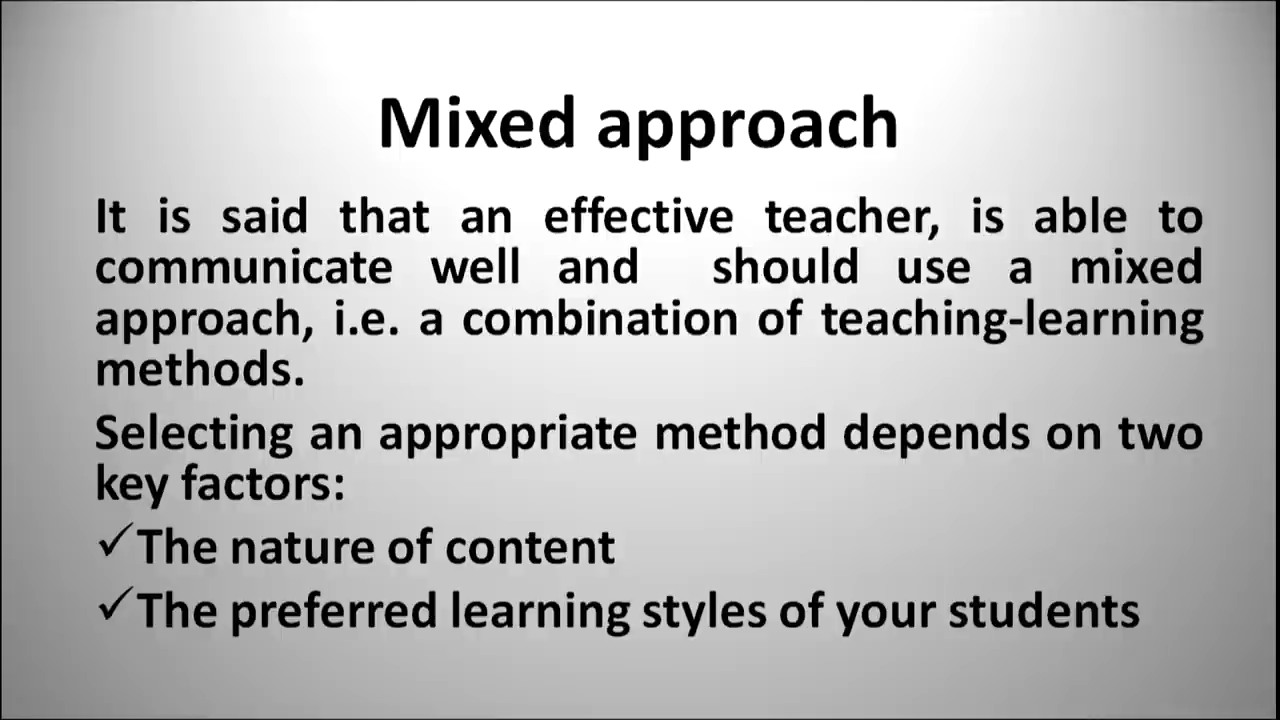 Mixed approach
It is said that an effective teacher, is able to
communicate well and should use a mixed
approach, i.e. a combination of teaching-learning
methods.
Selecting an appropriate method depends on two
key factors:
✓The nature of content
✓The preferred learning styles of your students